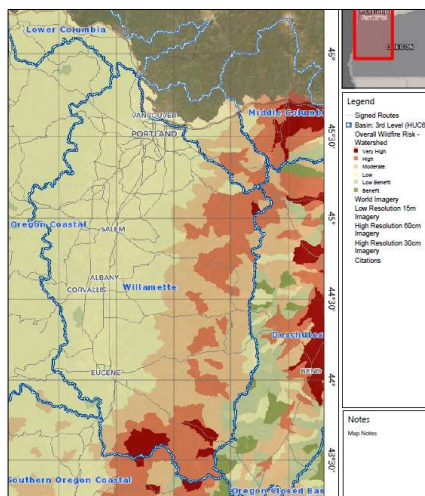 Lower Columbia
VANCOUVER
PORTLAND
Middle Columb
Oregon Coastal
SALEM
ALBANY
CORVALLIS
Willamette
Deschutes
EUGENE
BEND
Southern Oregon Coastal
Oregon Closed Bas
46°
45°30'
45°
44°30'
44°
43°30'
OREGON
Legend
Signed Routes
Basin: 3rd Level (HUC6
Overall Wildfire Risk -
Watershed
Very High
High
Moderate
Low
Low Benefit
Benefit
World Imagery
Low Resolution 15m
Imagery
High Resolution 60cm
Imagery
High Resolution 30cm
Imagery
Citations
Notes
Map Notes